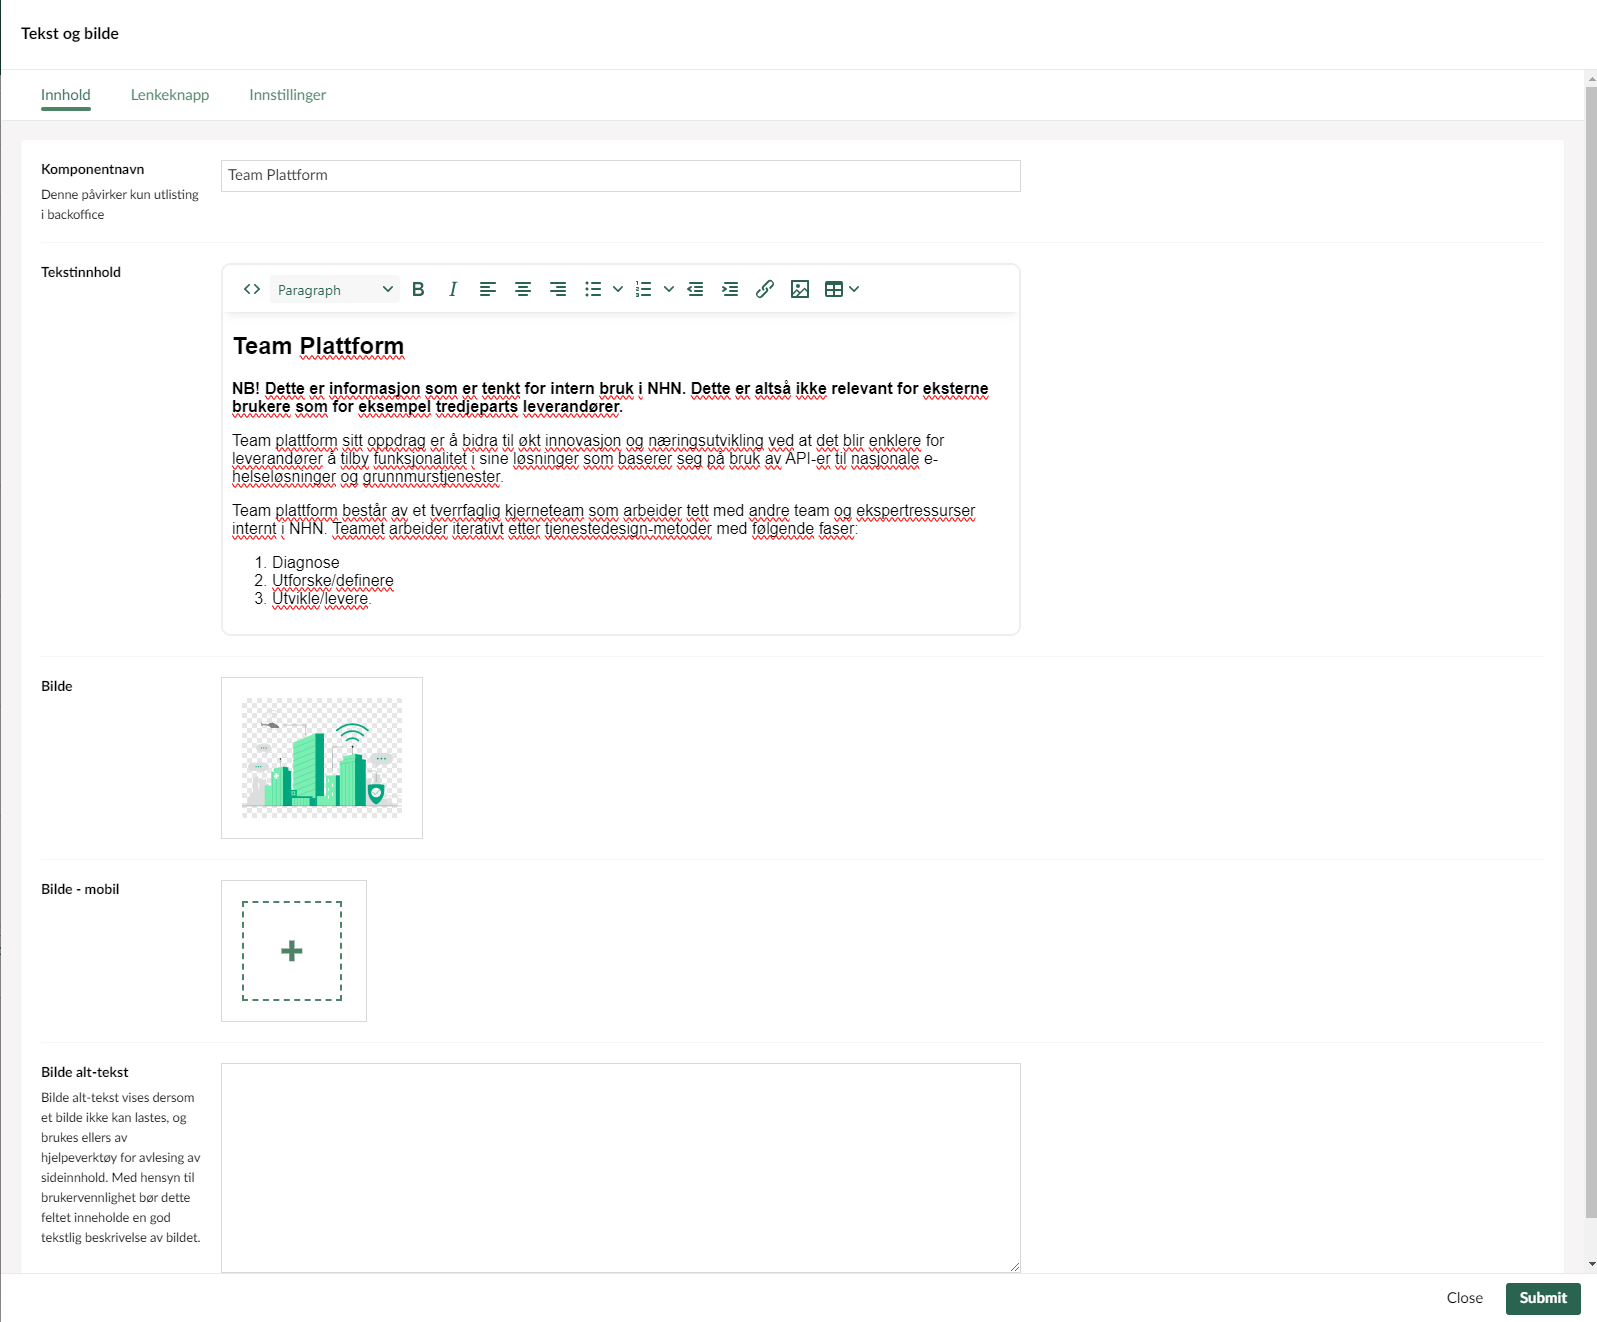 Tekst og bilde
Innhold
Lenkeknapp
Innstillinger
Komponentnavn
Denne påvirker kun utlisting
i backoffice
Team Plattform
Tekstinnhold
Paragraph
B
I
Team Plattform
NB! Dette er informasjon som er tenkt for intern bruk i NHN. Dette er altså ikke relevant for eksterne
brukere som for eksempel tredjeparts leverandører.
Team plattform sitt oppdrag er å bidra til økt innovasjon og næringsutvikling ved at det blir enklere for
leverandører å tilby funksjonalitet i sine løsninger som baserer seg på bruk av API-er til nasjonale e-
helseløsninger og grunnmurstjenester.
Team plattform består av et tverrfaglig kjerneteam som arbeider tett med andre team og ekspertressurser
internt i NHN. Teamet arbeider iterativt etter tjenestedesign-metoder med følgende faser:
1. Diagnose
2. Utforske/definere
3. Utvikle/levere.
Bilde
Bilde - mobil
Bilde alt-tekst
Bilde alt-tekst vises dersom
et bilde ikke kan lastes, og
brukes ellers av
hjelpeverktøy for avlesing av
sideinnhold. Med hensyn til
brukervennlighet bør dette
feltet inneholde en god
tekstlig beskrivelse av bildet.
Close
Submit